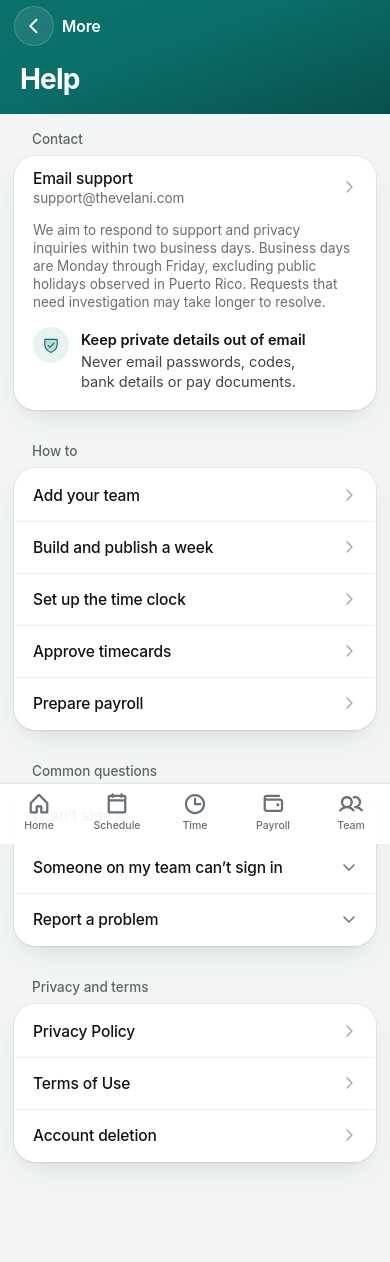 More
Help
Contact
Email support
support@thevelani.com
We aim to respond to support and privacy
inquiries within two business days. Business days
are Monday through Friday, excluding public
holidays observed in Puerto Rico. Requests that
need investigation may take longer to resolve.
Keep private details out of email
Never email passwords, codes,
bank details or pay documents.
How to
Add your team
Build and publish a week
Set up the time clock
Approve timecards
Prepare payroll
Common questions
Home
Schedule
Time
Payroll
Team
Someone on my team can’t sign in
Report a problem
Privacy and terms
Privacy Policy
Terms of Use
Account deletion